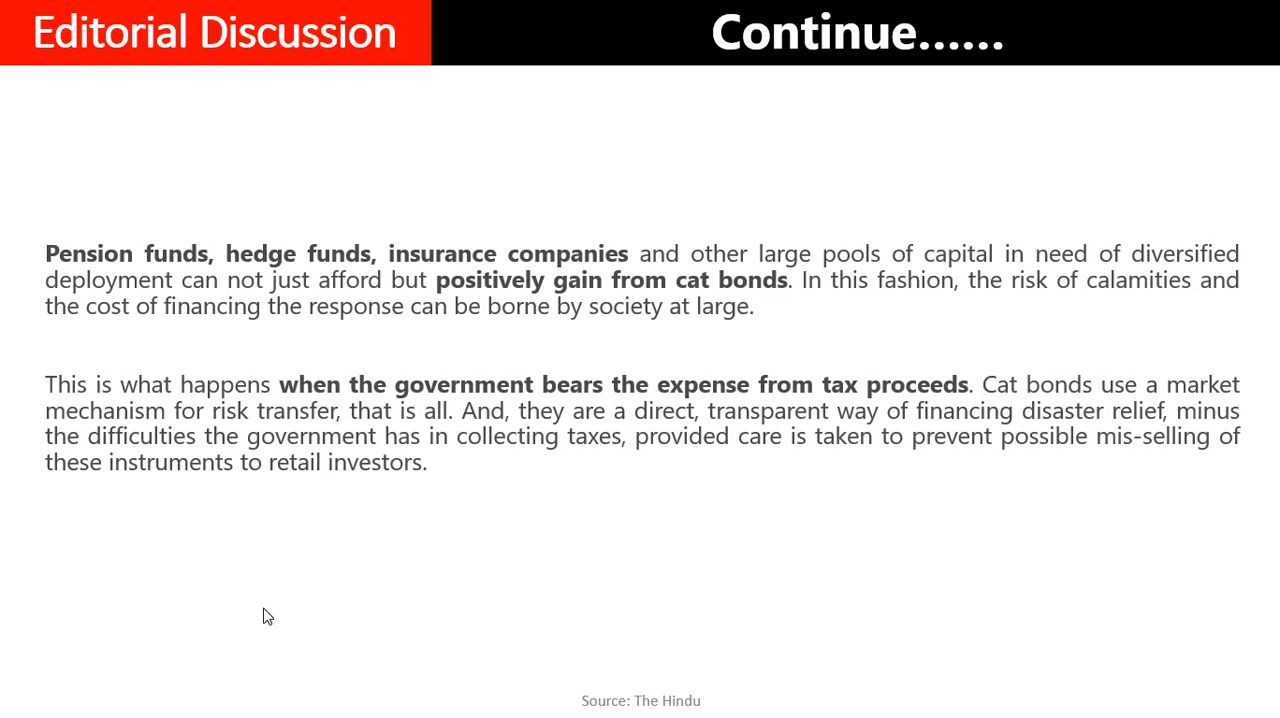 Editorial Discussion
Continue......
Pension funds, hedge funds, insurance companies and other large pools of capital in need of diversified
deployment can not just afford but positively gain from cat bonds. In this fashion, the risk of calamities and
the cost of financing the response can be borne by society at large.
This is what happens when the government bears the expense from tax proceeds. Cat bonds use a market
mechanism for risk transfer, that is all. And, they are a direct, transparent way of financing disaster relief, minus
the difficulties the government has in collecting taxes, provided care is taken to prevent possible mis-selling of
these instruments to retail investors.
Source: The Hindu